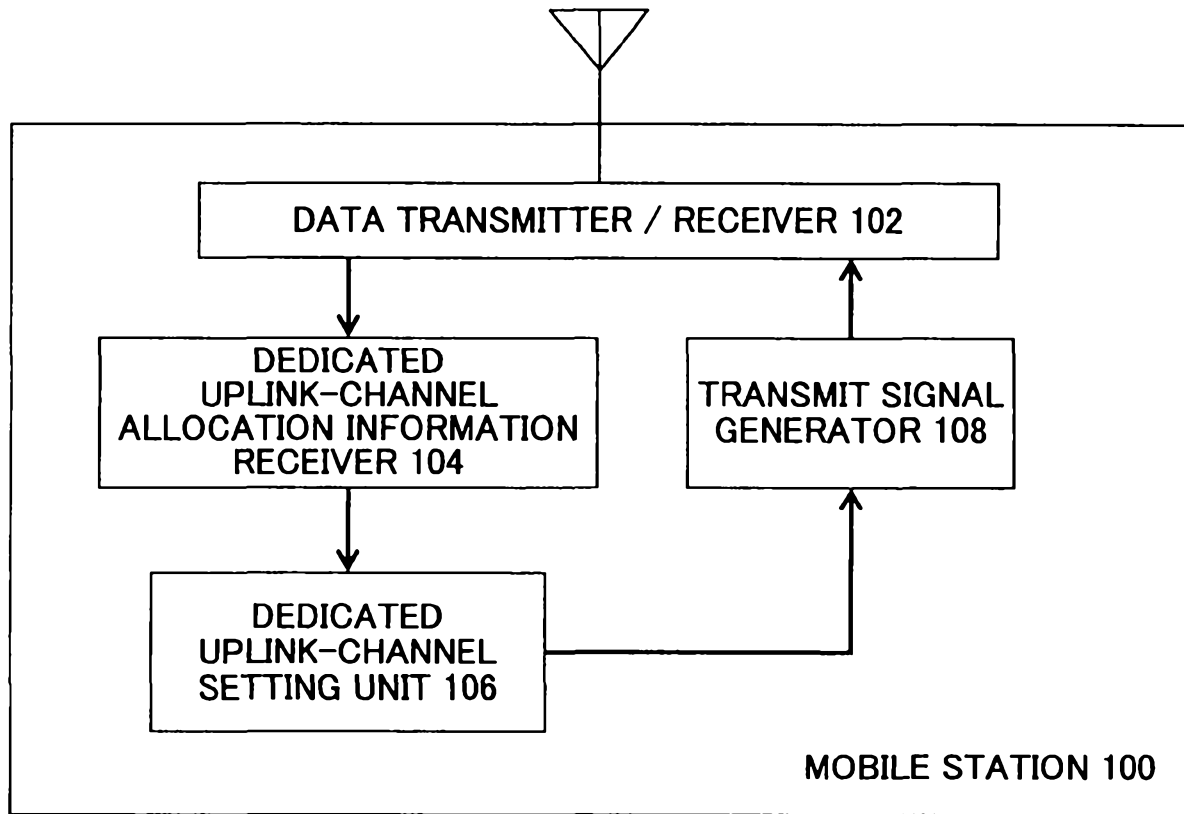 DATA TRANSMITTER / RECEIVER 102
DEDICATED
UPLINK-CHANNEL
ALLOCATION INFORMATION
RECEIVER 104
TRANSMIT SIGNAL
GENERATOR 108
DEDICATED
UPLINK-CHANNEL
SETTING UNIT 106
MOBILE STATION 100